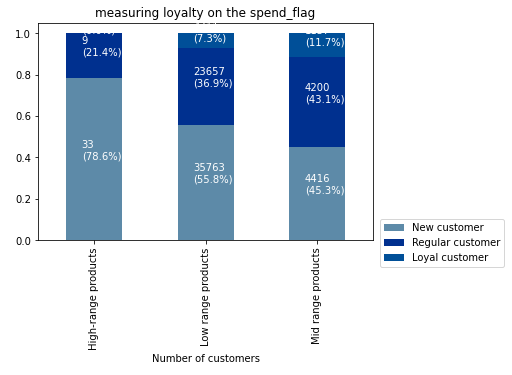 measuring loyalty on the spend_flag
1.0
0.8
0.6
0.4
0.2
0.0
9
(21.4%)
33
(78.6%)
(7.3%)
23657
(36.9%)
35763
(55.8%)
(11.7%)
4200
(43.1%)
4416
(45.3%)
High-range products
Low range products
Mid range products
Number of customers
New customer
Regular customer
Loyal customer